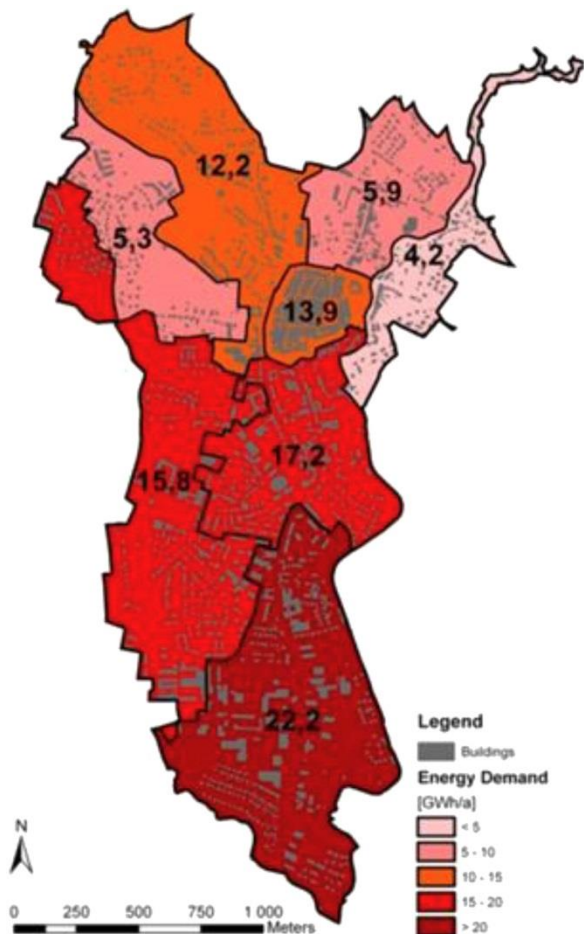 12,2
5,9
5,3
4,2
13,9
17,2
15,8
22,2
Legend
Buildings
Energy Demand
[GWh/a]
< 5
5 - 10
10 - 15
15 - 20
> 20
N
0 250 500 750 1 000
Meters